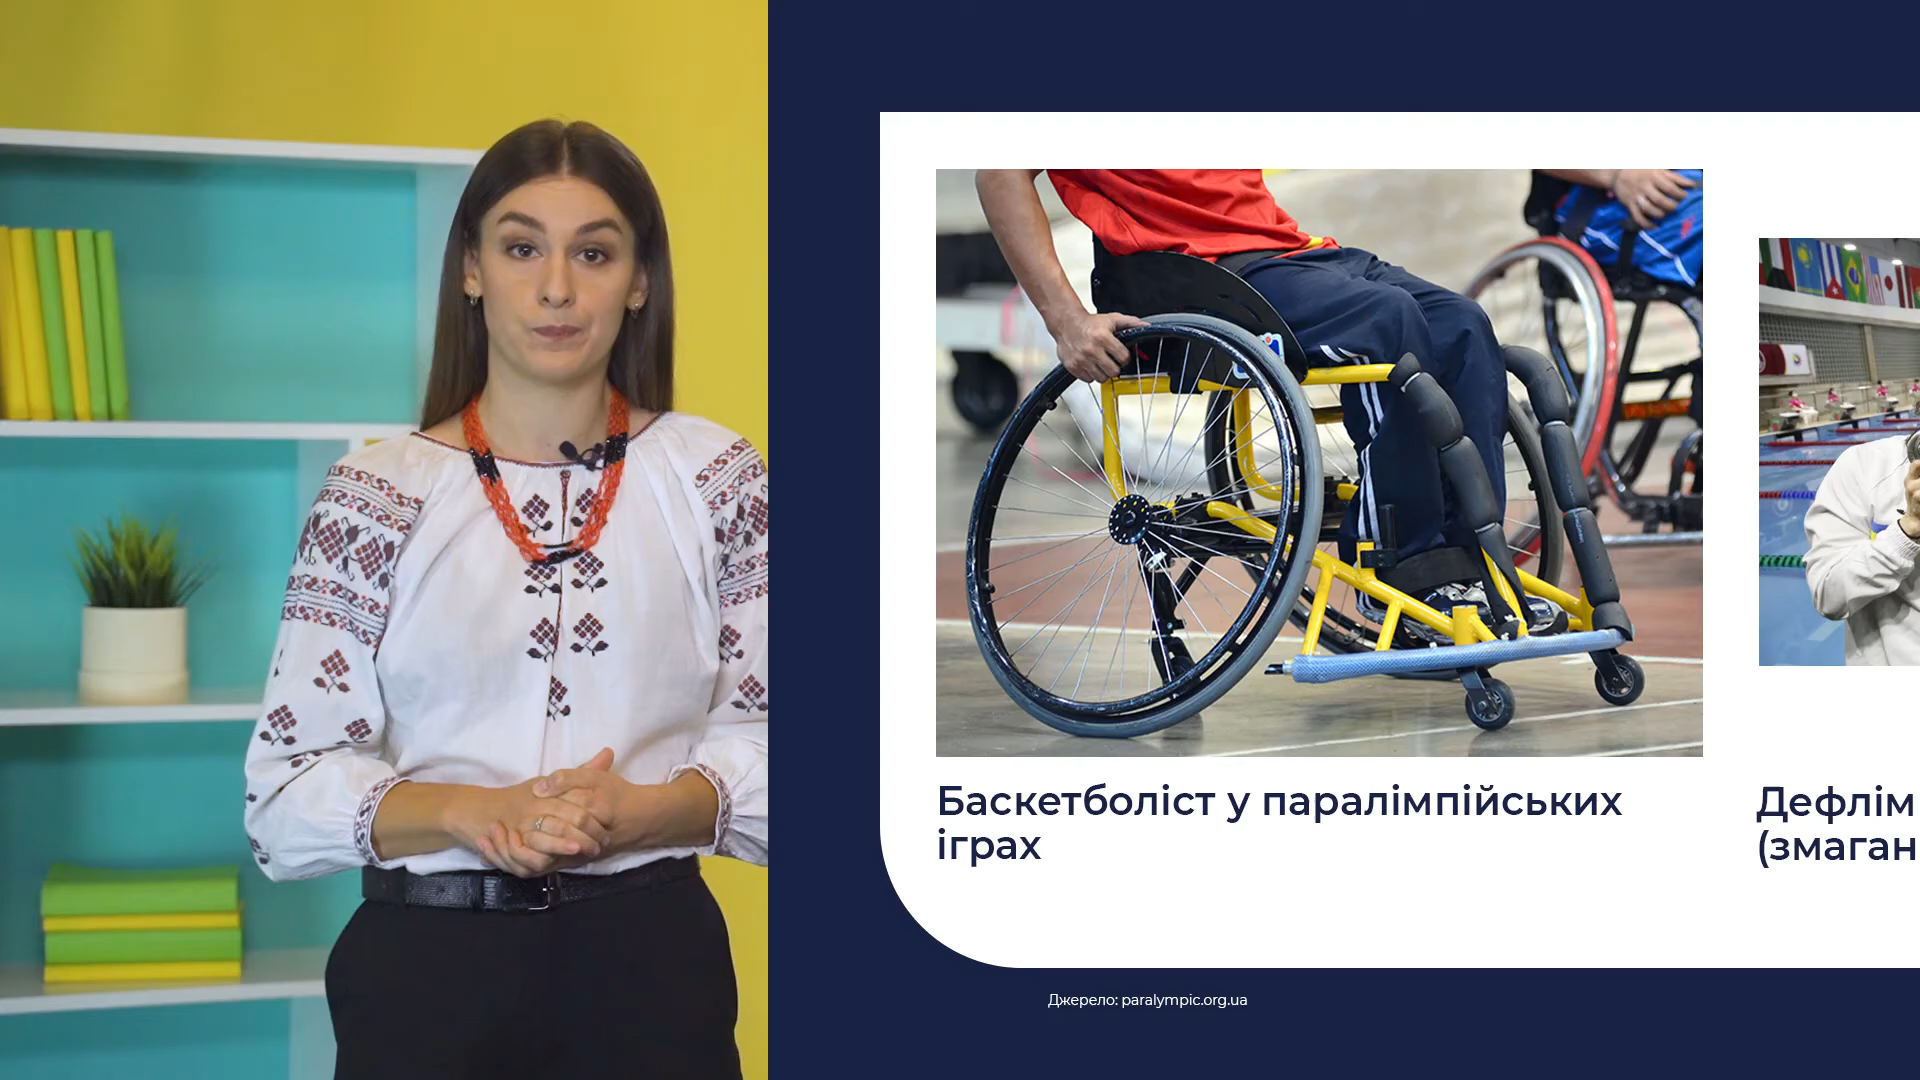 Баскетболіст у паралімпійських
іграх
Дефлім
(змаган
Джерело: paralympic.org.ua